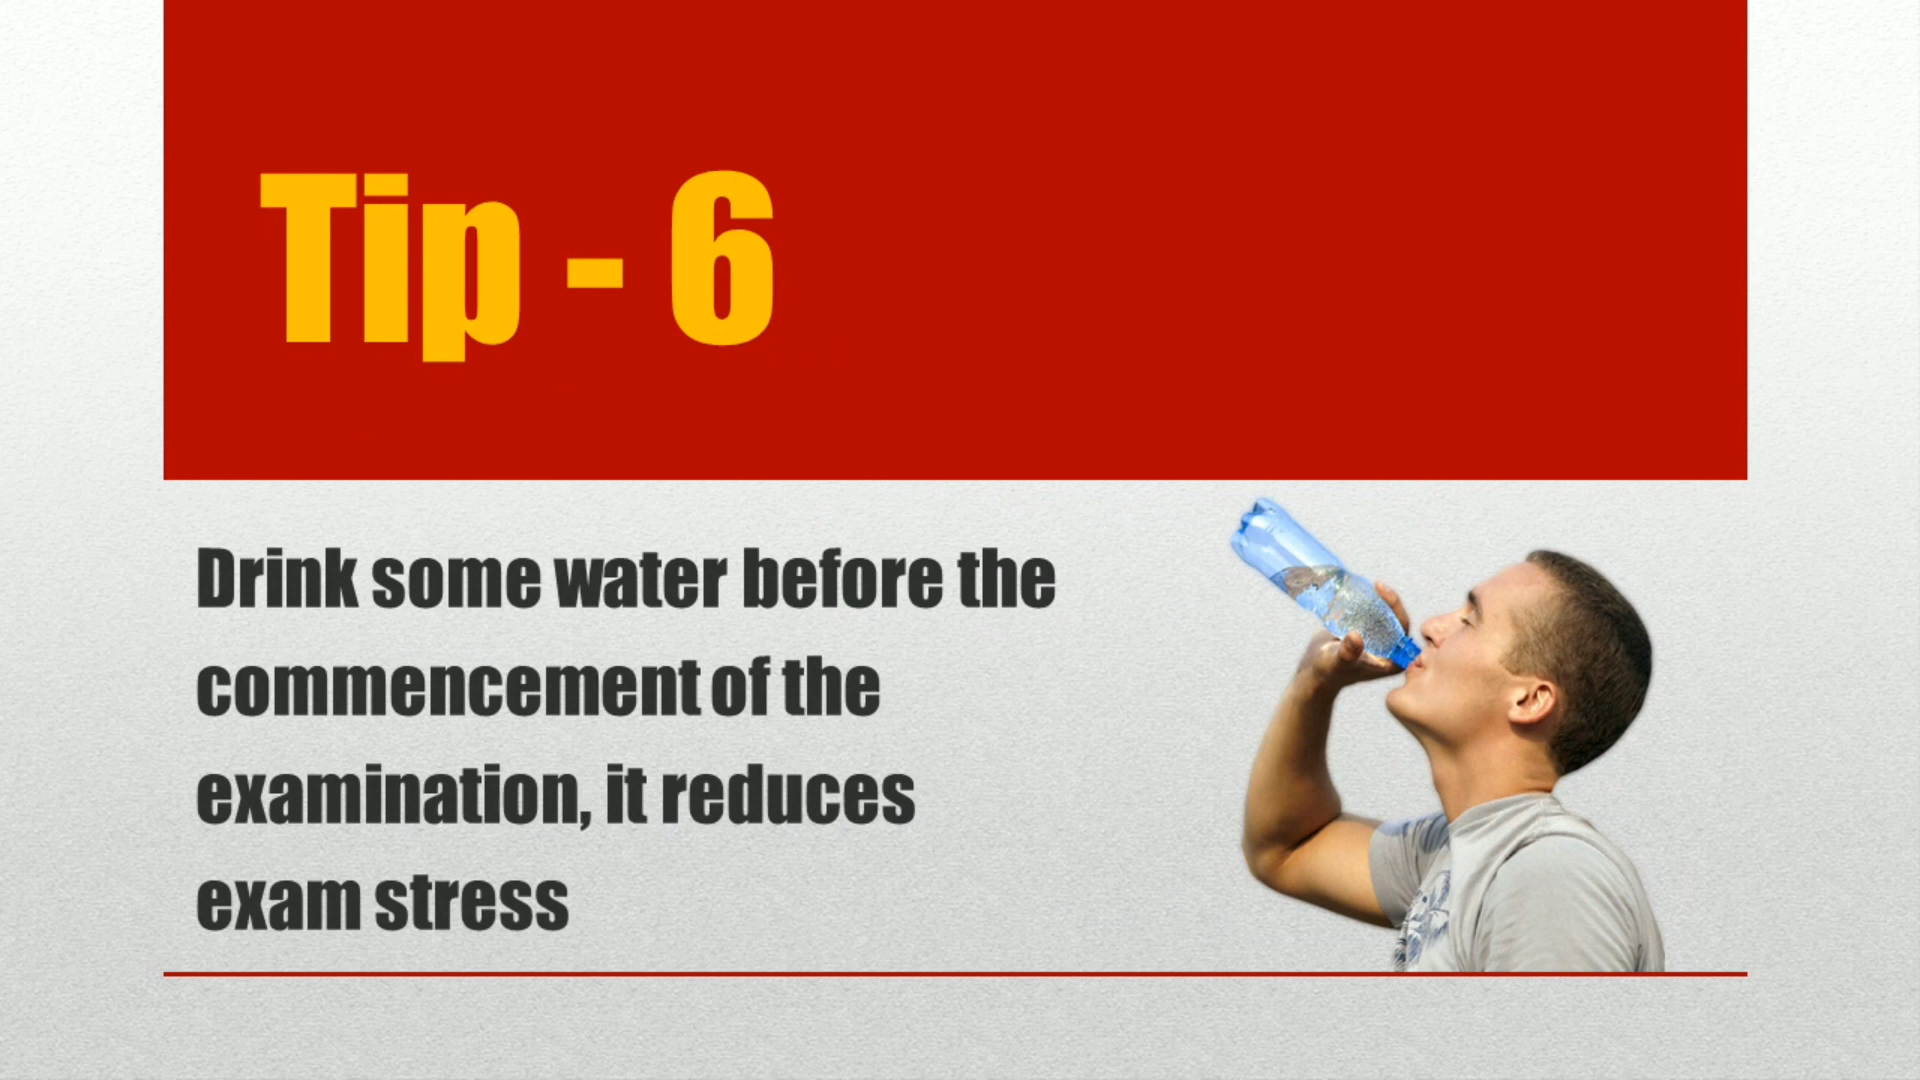 Tip - 6
Drink some water before the
commencement of the
examination, it reduces
exam stress